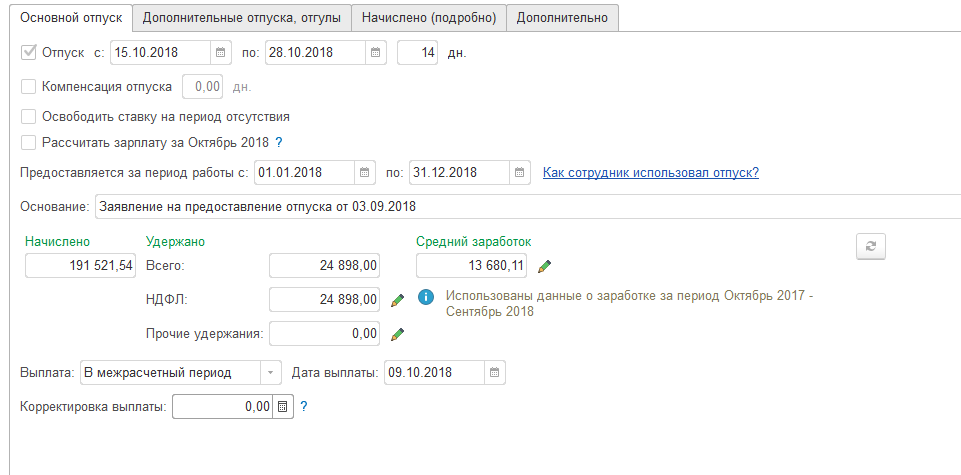 Основной отпуск Дополнительные отпуска, отгулы Начислено (подробно) Дополнительно
Отпуск с: 15.10.2018 по: 28.10.2018 14 дн.
Компенсация отпуска 0,00 дн.
Освободить ставку на период отсутствия
Рассчитать зарплату за Октябрь 2018 ?
Предоставляется за период работы с: 01.01.2018 по: 31.12.2018 Как сотрудник использовал отпуск?
Основание: Заявление на предоставление отпуска от 03.09.2018
Начислено Удержано Средний заработок
191 521,54 Всего: 24 898,00 13 680,11
НДФЛ: 24 898,00 i Использованы данные о заработке за период Октябрь 2017 -
Сентябрь 2018
Прочие удержания: 0,00
Выплата: В межрасчетный период Дата выплаты: 09.10.2018
Корректировка выплаты: 0,00 ?